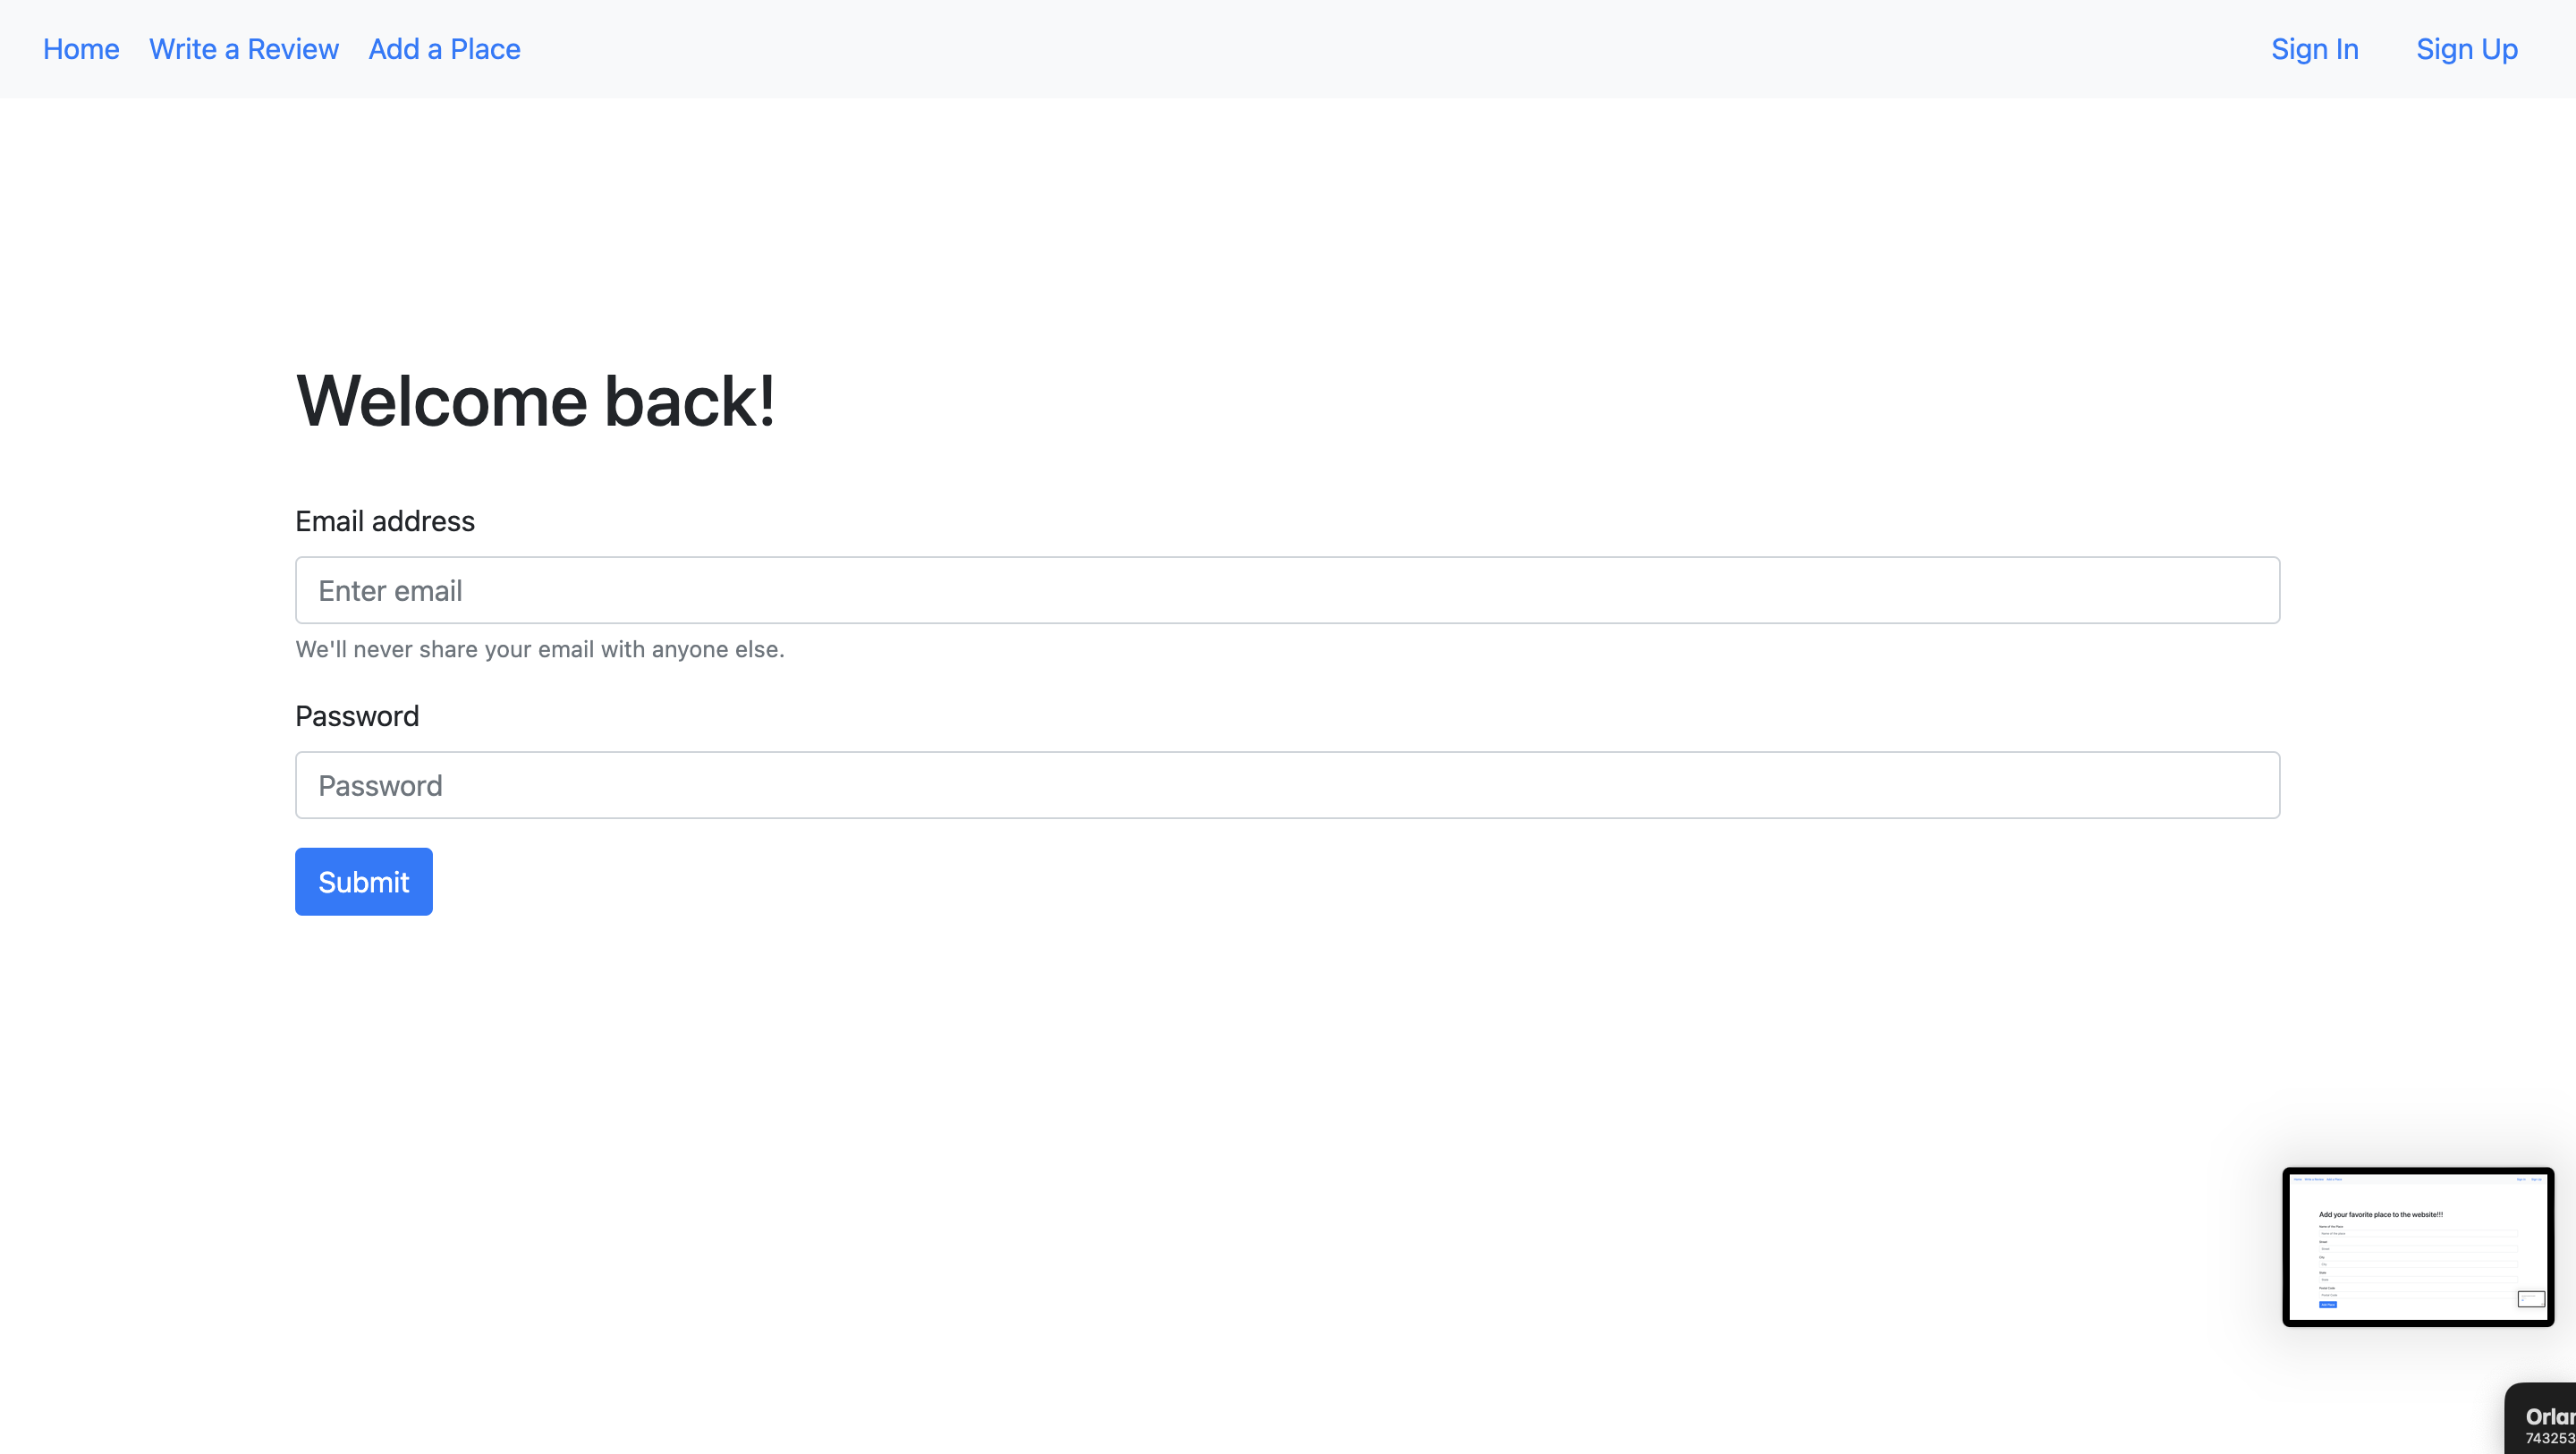 Home Write a Review Add a Place Sign In Sign Up
Welcome back!
Email address
Enter email
We'll never share your email with anyone else.
Password
Password
Submit
Add your favorite place to the website!!!
Orlan
743253